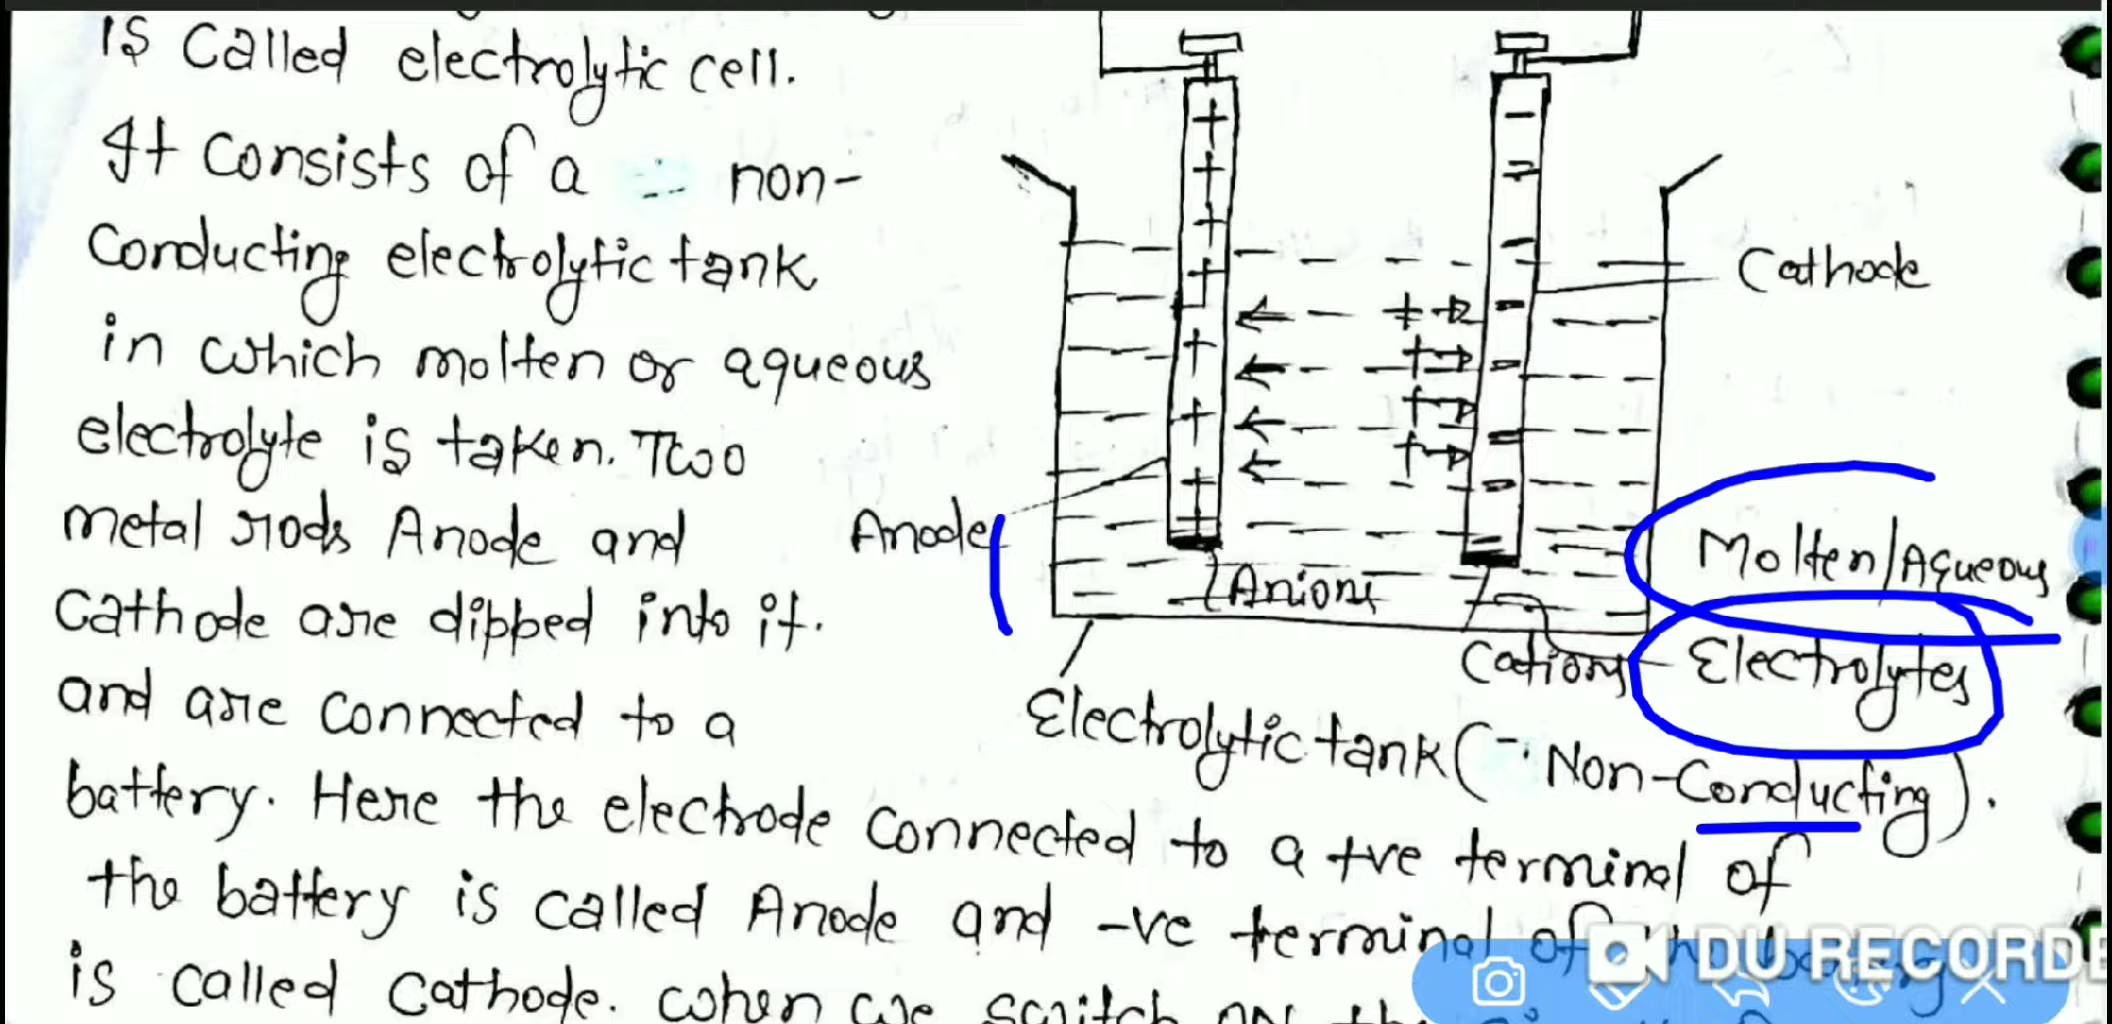 is called electrolytic cell.
It consists of a non-
conducting electrolytic tank
in which molten or aqueous
electrolyte is taken. Two
metal rods Anode and
Cathode are dipped into it.
and are connected to a
battery. Here the electrode connected to a +ve terminal of
the battery is called Anode and -ve terminal of the
is called cathode. when we switch on the
Cathode
Anode
Anions
Cations
Molten/Aqueous
Electrolytes
Electrolytic tank (Non-Conducting).
DU RECORDE